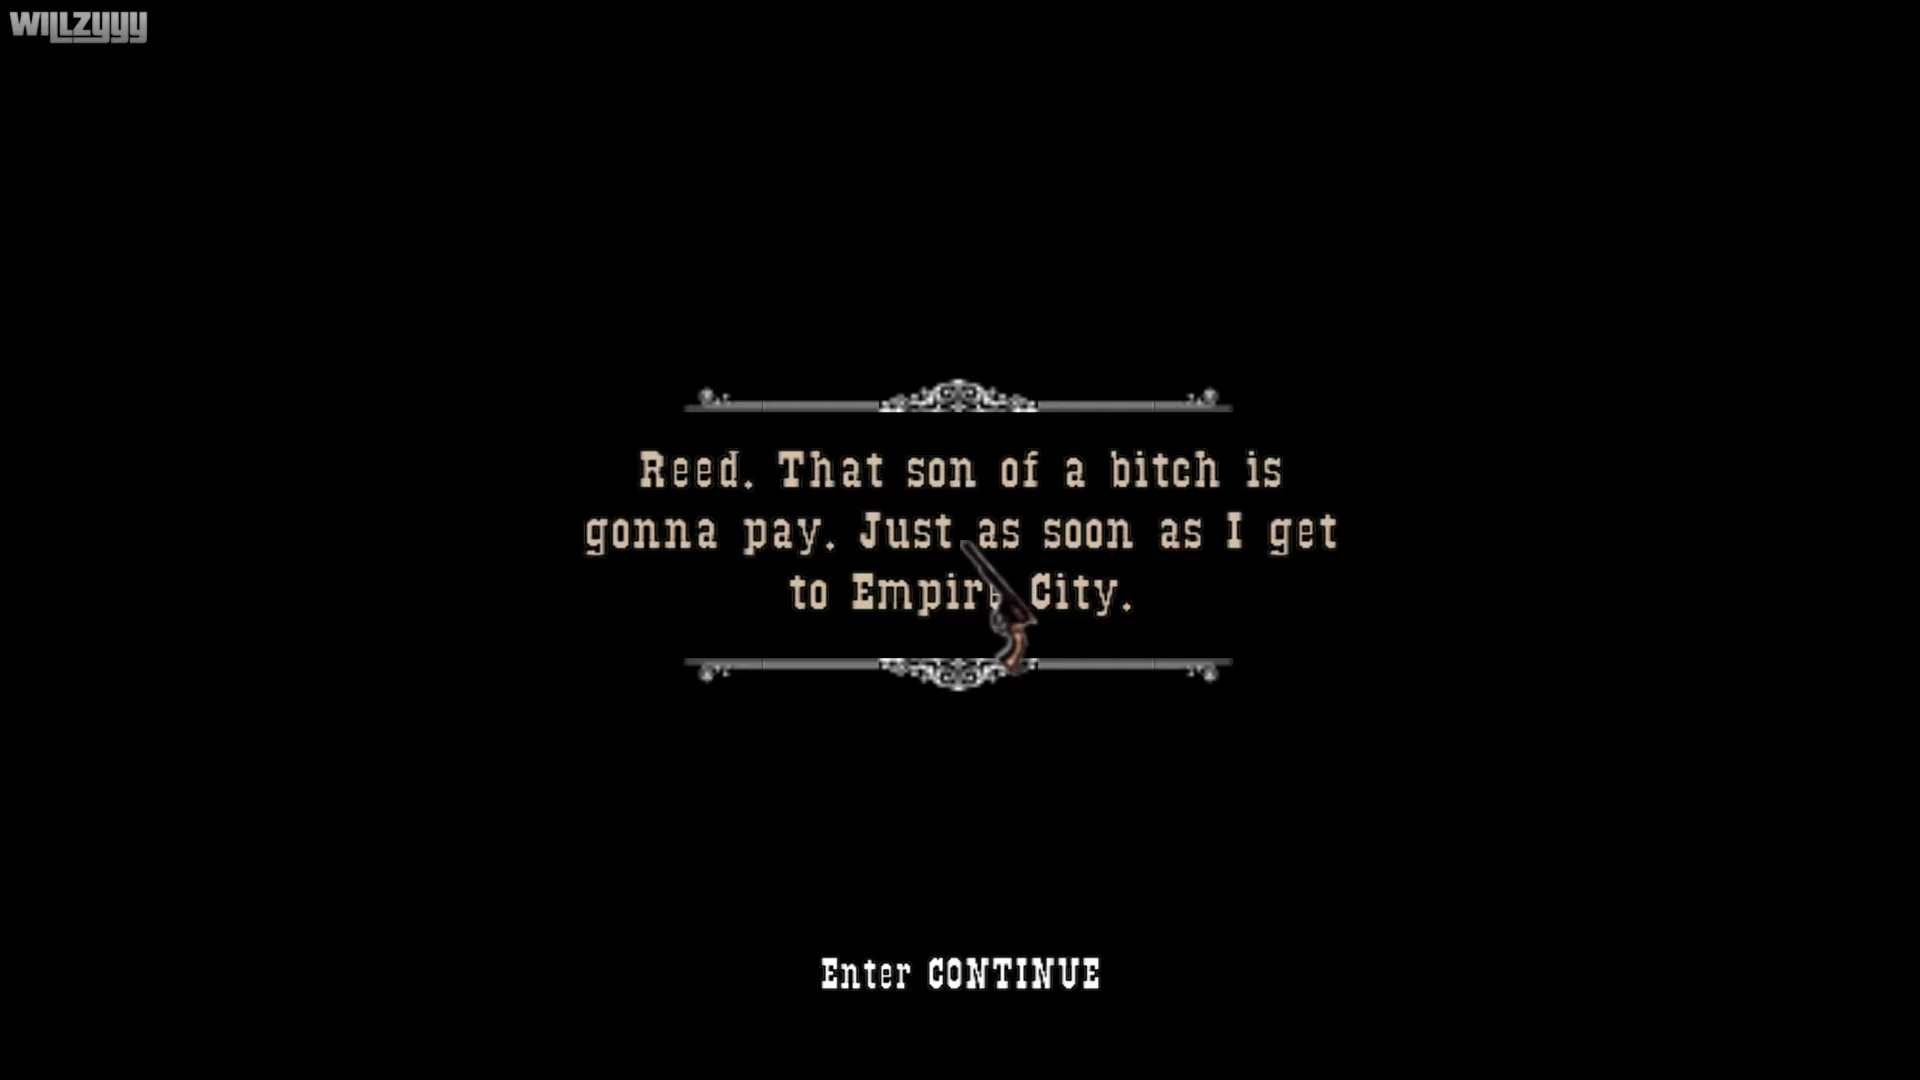 WILLZYYY
Reed. That son of a bitch is
gonna pay. Just as soon as I get
to Empire City.
Enter CONTINUE